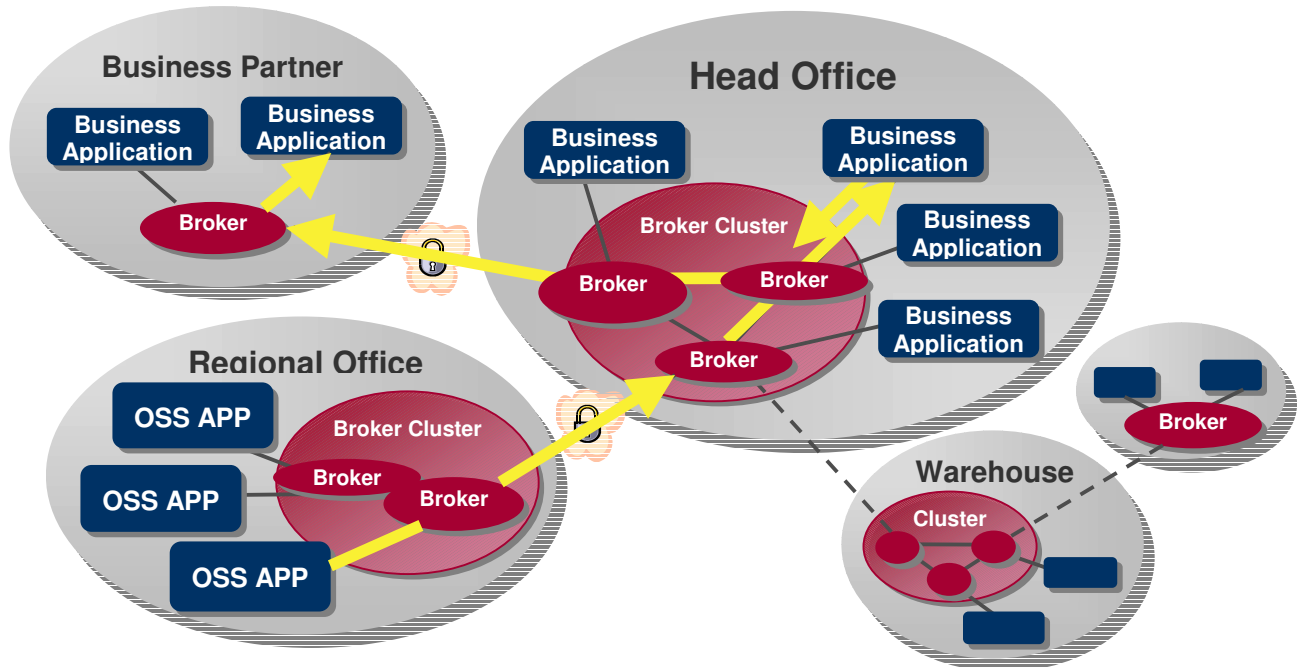 Business Partner
Business
Application
Business
Application
Broker
Head Office
Business
Application
Business
Application
Broker Cluster
Business
Application
Broker
Broker
Business
Application
Broker
Regional Office
OSS APP
Broker Cluster
OSS APP
Broker
Broker
OSS APP
Broker
Warehouse
Cluster